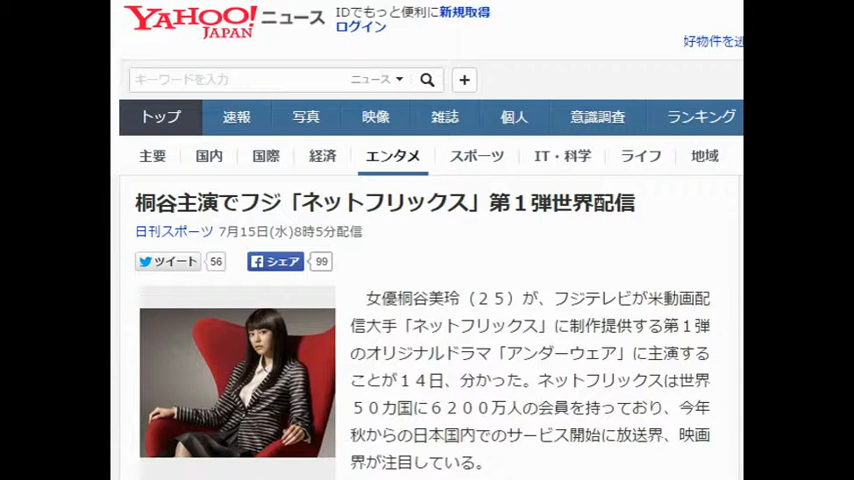 YAHOO! ニュース
JAPAN
IDでもっと便利に新規取得
ログイン
好物件を
キーワードを入力
ニュース
トップ 速報 写真 映像 雑誌 個人 意識調査 ランキング
主要 国内 国際 経済 エンタメ スポーツ IT・科学 ライフ 地域
桐谷主演でフジ「ネットフリックス」第１弾世界配信
日刊スポーツ 7月15日(水)8時5分配信
ツイート 56 シェア 99
女優桐谷美玲（２５）が、フジテレビが米動画配
信大手「ネットフリックス」に制作提供する第１弾
のオリジナルドラマ「アンダーウェア」に主演する
ことが１４日、分かった。ネットフリックスは世界
５０カ国に６２００万人の会員を持っており、今年
秋からの日本国内でのサービス開始に放送界、映画
界が注目している。